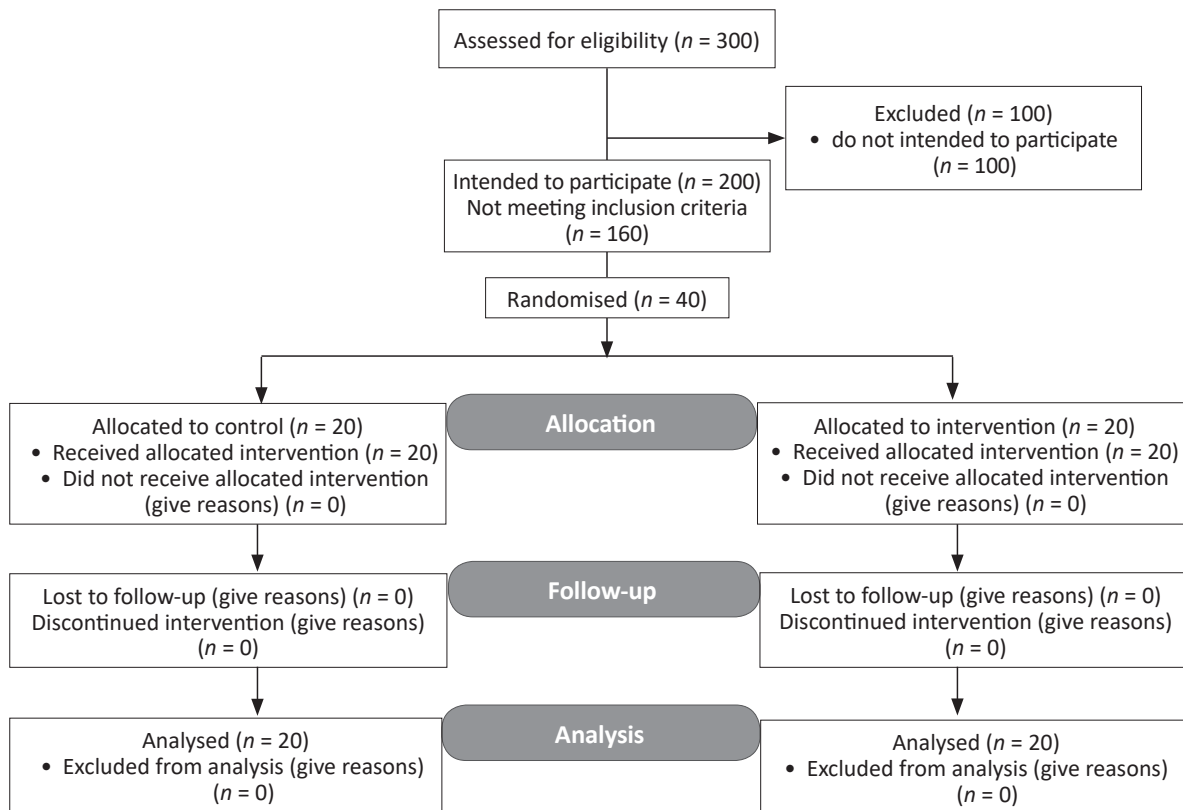 Assessed for eligibility (n = 300)
Excluded (n = 100)
• do not intended to participate
(n = 100)
Intended to participate (n = 200)
Not meeting inclusion criteria
(n = 160)
Randomised (n = 40)
Allocation
Allocated to control (n = 20)
• Received allocated intervention (n = 20)
• Did not receive allocated intervention
(give reasons) (n = 0)
Allocated to intervention (n = 20)
• Received allocated intervention (n = 20)
• Did not receive allocated intervention
(give reasons) (n = 0)
Follow-up
Lost to follow-up (give reasons) (n = 0)
Discontinued intervention (give reasons)
(n = 0)
Lost to follow-up (give reasons) (n = 0)
Discontinued intervention (give reasons)
(n = 0)
Analysis
Analysed (n = 20)
• Excluded from analysis (give reasons)
(n = 0)
Analysed (n = 20)
• Excluded from analysis (give reasons)
(n = 0)